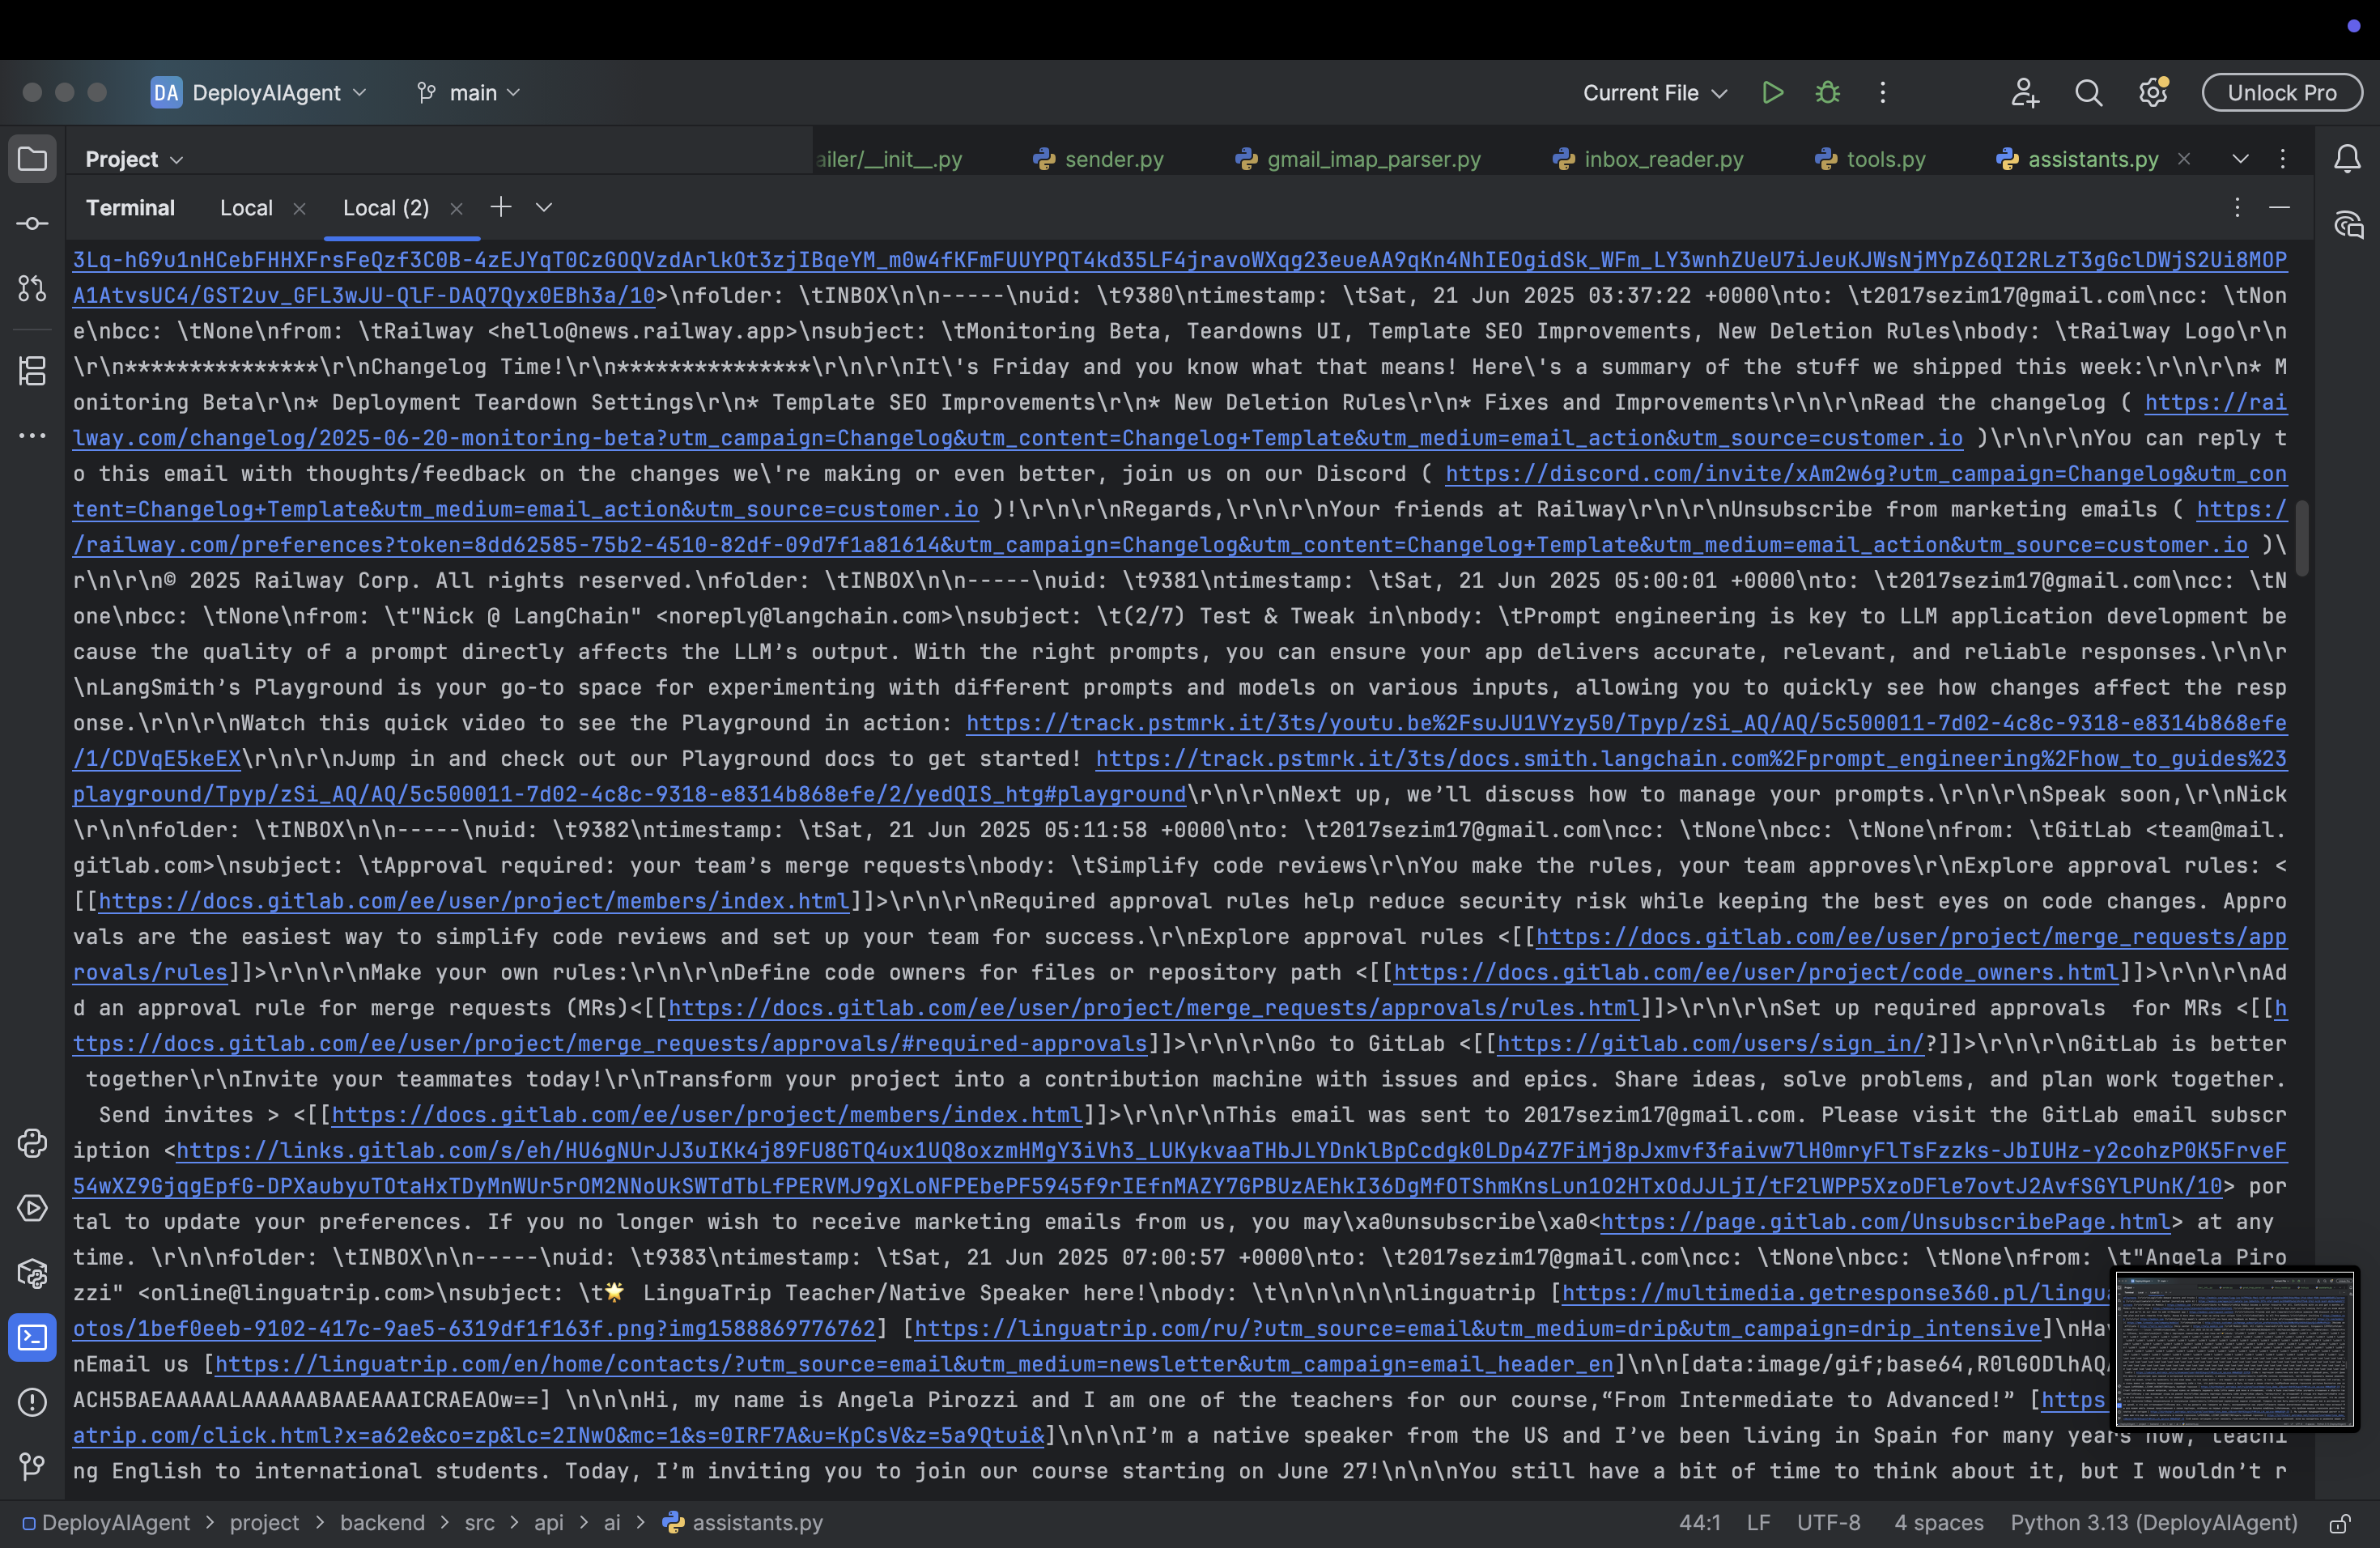 DA DeployAIAgent main Current File Unlock Pro
Project ailer/__init__.py sender.py gmail_imap_parser.py inbox_reader.py tools.py assistants.py
Terminal Local Local (2)
3Lq-hG9u1nHCebFHHXFrsFeQzf3C0B-4zEJYqT0CzGOQVzdArlkOt3zjIBqeYM_m0w4fKFmFUUYPQT4kd35LF4jravoWXqg23eueAA9qKn4NhIEOgidSk_WFm_LY3wnhZUeU7iJeuKJWsNjMYpZ6QI2RLzT3gGclDWjS2Ui8MOP
A1AtvsUC4/GST2uv_GFL3wJU-QlF-DAQ7Qyx0EBh3a/10>\nfolder: \tINBOX\n\n-----\nuid: \t9380\ntimestamp: \tSat, 21 Jun 2025 03:37:22 +0000\nto: \t2017sezim17@gmail.com\ncc: \tNon
e\nbcc: \tNone\nfrom: \tRailway <hello@news.railway.app>\nsubject: \tMonitoring Beta, Teardowns UI, Template SEO Improvements, New Deletion Rules\nbody: \tRailway Logo\r\n
\r\n***************\r\nChangelog Time!\r\n***************\r\n\r\nIt\'s Friday and you know what that means! Here\'s a summary of the stuff we shipped this week:\r\n\r\n* M
onitoring Beta\r\n* Deployment Teardown Settings\r\n* Template SEO Improvements\r\n* New Deletion Rules\r\n* Fixes and Improvements\r\n\r\nRead the changelog ( https://rai
lway.com/changelog/2025-06-20-monitoring-beta?utm_campaign=Changelog&utm_content=Changelog+Template&utm_medium=email_action&utm_source=customer.io )\r\n\r\nYou can reply t
o this email with thoughts/feedback on the changes we\'re making or even better, join us on our Discord ( https://discord.com/invite/xAm2w6g?utm_campaign=Changelog&utm_con
tent=Changelog+Template&utm_medium=email_action&utm_source=customer.io )!\r\n\r\nRegards,\r\n\r\nYour friends at Railway\r\n\r\nUnsubscribe from marketing emails ( https:/
/railway.com/preferences?token=8dd62585-75b2-4510-82df-09d7f1a81614&utm_campaign=Changelog&utm_content=Changelog+Template&utm_medium=email_action&utm_source=customer.io )\
r\n\r\n© 2025 Railway Corp. All rights reserved.\nfolder: \tINBOX\n\n-----\nuid: \t9381\ntimestamp: \tSat, 21 Jun 2025 05:00:01 +0000\nto: \t2017sezim17@gmail.com\ncc: \tN
one\nbcc: \tNone\nfrom: \t"Nick @ LangChain" <noreply@langchain.com>\nsubject: \t(2/7) Test & Tweak in\nbody: \tPrompt engineering is key to LLM application development be
cause the quality of a prompt directly affects the LLM’s output. With the right prompts, you can ensure your app delivers accurate, relevant, and reliable responses.\r\n\r
\nLangSmith’s Playground is your go-to space for experimenting with different prompts and models on various inputs, allowing you to quickly see how changes affect the resp
onse.\r\n\r\nWatch this quick video to see the Playground in action: https://track.pstmrk.it/3ts/youtu.be%2FsuJU1VYzy50/Tpyp/zSi_AQ/AQ/5c500011-7d02-4c8c-9318-e8314b868efe
/1/CDVqE5keEX\r\n\r\nJump in and check out our Playground docs to get started! https://track.pstmrk.it/3ts/docs.smith.langchain.com%2Fprompt_engineering%2Fhow_to_guides%23
playground/Tpyp/zSi_AQ/AQ/5c500011-7d02-4c8c-9318-e8314b868efe/2/yedQIS_htg#playground\r\n\r\nNext up, we’ll discuss how to manage your prompts.\r\n\r\nSpeak soon,\r\nNick
\r\n\nfolder: \tINBOX\n\n-----\nuid: \t9382\ntimestamp: \tSat, 21 Jun 2025 05:11:58 +0000\nto: \t2017sezim17@gmail.com\ncc: \tNone\nbcc: \tNone\nfrom: \tGitLab <team@mail.
gitlab.com>\nsubject: \tApproval required: your team’s merge requests\nbody: \tSimplify code reviews\r\nYou make the rules, your team approves\r\nExplore approval rules: <
[[https://docs.gitlab.com/ee/user/project/members/index.html]]>\r\n\r\nRequired approval rules help reduce security risk while keeping the best eyes on code changes. Appro
vals are the easiest way to simplify code reviews and set up your team for success.\r\nExplore approval rules <[[https://docs.gitlab.com/ee/user/project/merge_requests/app
rovals/rules]]>\r\n\r\nMake your own rules:\r\n\r\nDefine code owners for files or repository path <[[https://docs.gitlab.com/ee/user/project/code_owners.html]]>\r\n\r\nAd
d an approval rule for merge requests (MRs)<[[https://docs.gitlab.com/ee/user/project/merge_requests/approvals/rules.html]]>\r\n\r\nSet up required approvals  for MRs <[[h
ttps://docs.gitlab.com/ee/user/project/merge_requests/approvals/#required-approvals]]>\r\n\r\nGo to GitLab <[[https://gitlab.com/users/sign_in/?]]>\r\n\r\nGitLab is better
together\r\nInvite your teammates today!\r\nTransform your project into a contribution machine with issues and epics. Share ideas, solve problems, and plan work together.
Send invites > <[[https://docs.gitlab.com/ee/user/project/members/index.html]]>\r\n\r\nThis email was sent to 2017sezim17@gmail.com. Please visit the GitLab email subscr
iption <https://links.gitlab.com/s/eh/HU6gNUrJJ3uIKk4j89FU8GTQ4ux1UQ8oxzmHMgY3iVh3_LUKykvaaTHbJLYDnklBpCcdgk0LDp4Z7FiMj8pJxmvf3faivw7lH0mryFlTsFzzks-JbIUHz-y2cohzP0K5FrveF
54wXZ9GjqgEpfG-DPXaubyuTOtaHxTDyMnWUr5rOM2NNoUkSWTdTbLfPERVMJ9gXLoNFPEbePF5945f9rIEfnMAZY7GPBUzAEhkI36DgMfOTShmKnsLun1O2HTxOdJJLjI/tF2lWPP5XzoDFle7ovtJ2AvfSGYlPUnK/10> por
tal to update your preferences. If you no longer wish to receive marketing emails from us, you may\xa0unsubscribe\xa0<https://page.gitlab.com/UnsubscribePage.html> at any
time. \r\n\nfolder: \tINBOX\n\n-----\nuid: \t9383\ntimestamp: \tSat, 21 Jun 2025 07:00:57 +0000\nto: \t2017sezim17@gmail.com\ncc: \tNone\nbcc: \tNone\nfrom: \t"Angela Piro
zzi" <online@linguatrip.com>\nsubject: \t🌟 LinguaTrip Teacher/Native Speaker here!\nbody: \t\n\n\n\n\nlinguatrip [https://multimedia.getresponse360.pl/lingua
otos/1bef0eeb-9102-417c-9ae5-6319df1f163f.png?img1588869776762] [https://linguatrip.com/ru/?utm_source=email&utm_medium=drip&utm_campaign=drip_intensive]\nHav
nEmail us [https://linguatrip.com/en/home/contacts/?utm_source=email&utm_medium=newsletter&utm_campaign=email_header_en]\n\n[data:image/gif;base64,R0lGODlhAQA
ACH5BAEAAAAALAAAAAABAAEAAAICRAEAOw==] \n\n\nHi, my name is Angela Pirozzi and I am one of the teachers for our course,“From Intermediate to Advanced!” [https
atrip.com/click.html?x=a62e&co=zp&lc=2INwO&mc=1&s=0IRF7A&u=KpCsV&z=5a9Qtui&]\n\n\nI’m a native speaker from the US and I’ve been living in Spain for many years now, teachi
ng English to international students. Today, I’m inviting you to join our course starting on June 27!\n\n\nYou still have a bit of time to think about it, but I wouldn’t r
DeployAIAgent > project > backend > src > api > ai > assistants.py 44:1 LF UTF-8 4 spaces Python 3.13 (DeployAIAgent)